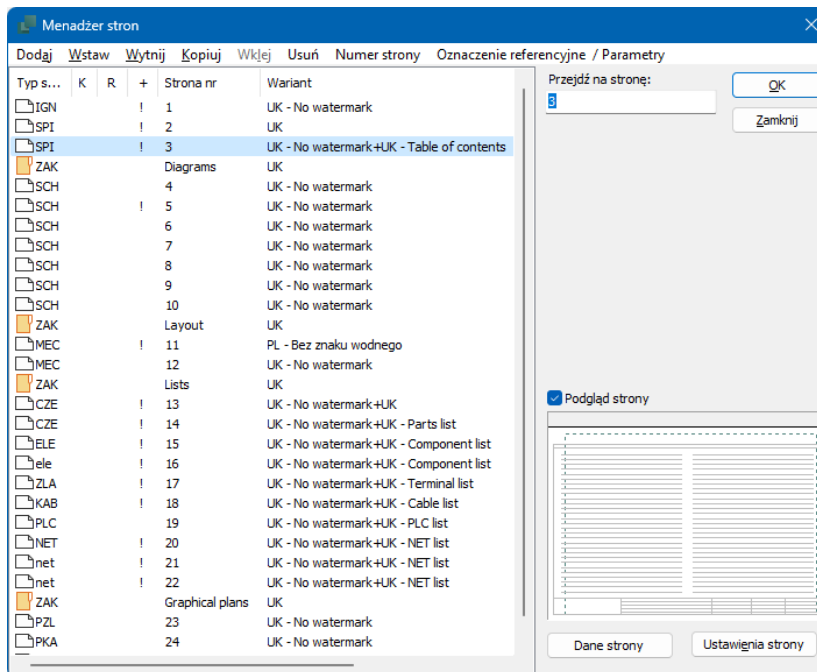 Menadżer stron
Dodaj Wstaw Wytnij Kopiuj Wklej Usuń Numer strony Oznaczenie referencyjne / Parametry
Typ s... K R + Strona nr Wariant
IGN ! 1 UK - No watermark
SPI ! 2 UK
SPI ! 3 UK - No watermark+UK - Table of contents
ZAK Diagrams UK
SCH 4 UK - No watermark
SCH ! 5 UK - No watermark
SCH 6 UK - No watermark
SCH 7 UK - No watermark
SCH 8 UK - No watermark
SCH 9 UK - No watermark
SCH 10 UK - No watermark
ZAK Layout UK
MEC ! 11 PL - Bez znaku wodnego
MEC 12 UK - No watermark
ZAK Lists UK
CZE ! 13 UK - No watermark+UK
CZE ! 14 UK - No watermark+UK - Parts list
ELE ! 15 UK - No watermark+UK - Component list
ele ! 16 UK - No watermark+UK - Component list
ZLA ! 17 UK - No watermark+UK - Terminal list
KAB ! 18 UK - No watermark+UK - Cable list
PLC 19 UK - No watermark+UK - PLC list
NET ! 20 UK - No watermark+UK - NET list
net ! 21 UK - No watermark+UK - NET list
net ! 22 UK - No watermark+UK - NET list
ZAK Graphical plans UK
PZL 23 UK - No watermark
PKA 24 UK - No watermark
Przejdź na stronę:
3
OK
Zamknij
Podgląd strony
Dane strony
Ustawienia strony